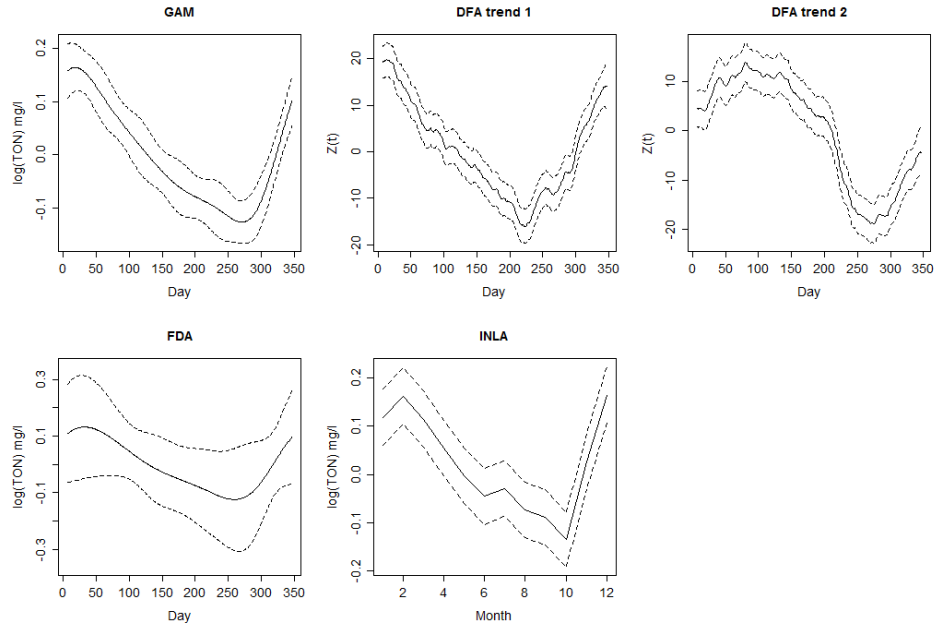 GAM
log(TON) mg/l
0.2
0.1
0.0
-0.1
0 50 100 150 200 250 300 350
Day
DFA trend 1
Z(t)
20
10
0
-10
-20
0 50 100 150 200 250 300 350
Day
DFA trend 2
Z(t)
10
0
-10
-20
0 50 100 150 200 250 300 350
Day
FDA
log(TON) mg/l
0.3
0.1
-0.1
-0.3
0 50 100 150 200 250 300 350
Day
INLA
log(TON) mg/l
0.2
0.1
0.0
-0.1
-0.2
2 4 6 8 10 12
Month